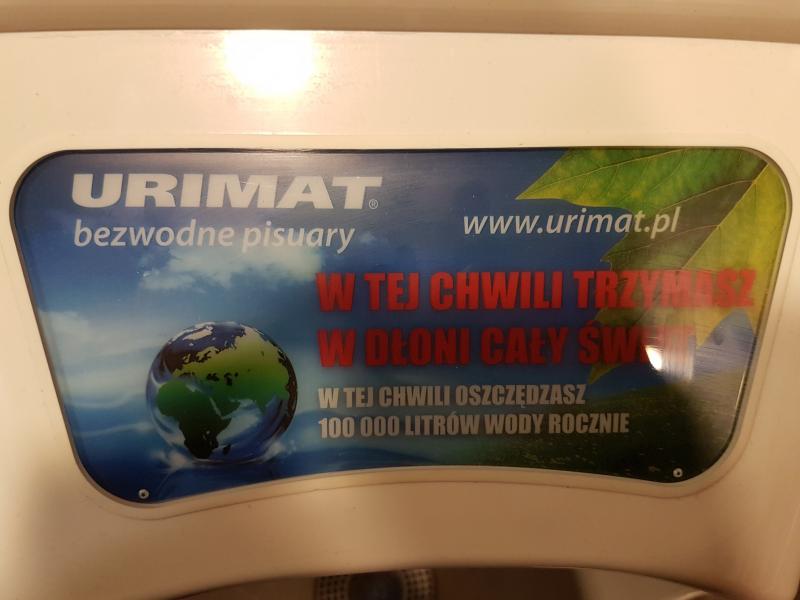 URIMAT®
bezwodne pisuary
www.urimat.pl
W TEJ CHWILI TRZYMASZ
W DŁONI CAŁY ŚWIAT
W TEJ CHWILI OSZCZĘDZASZ
100 000 LITRÓW WODY ROCZNIE